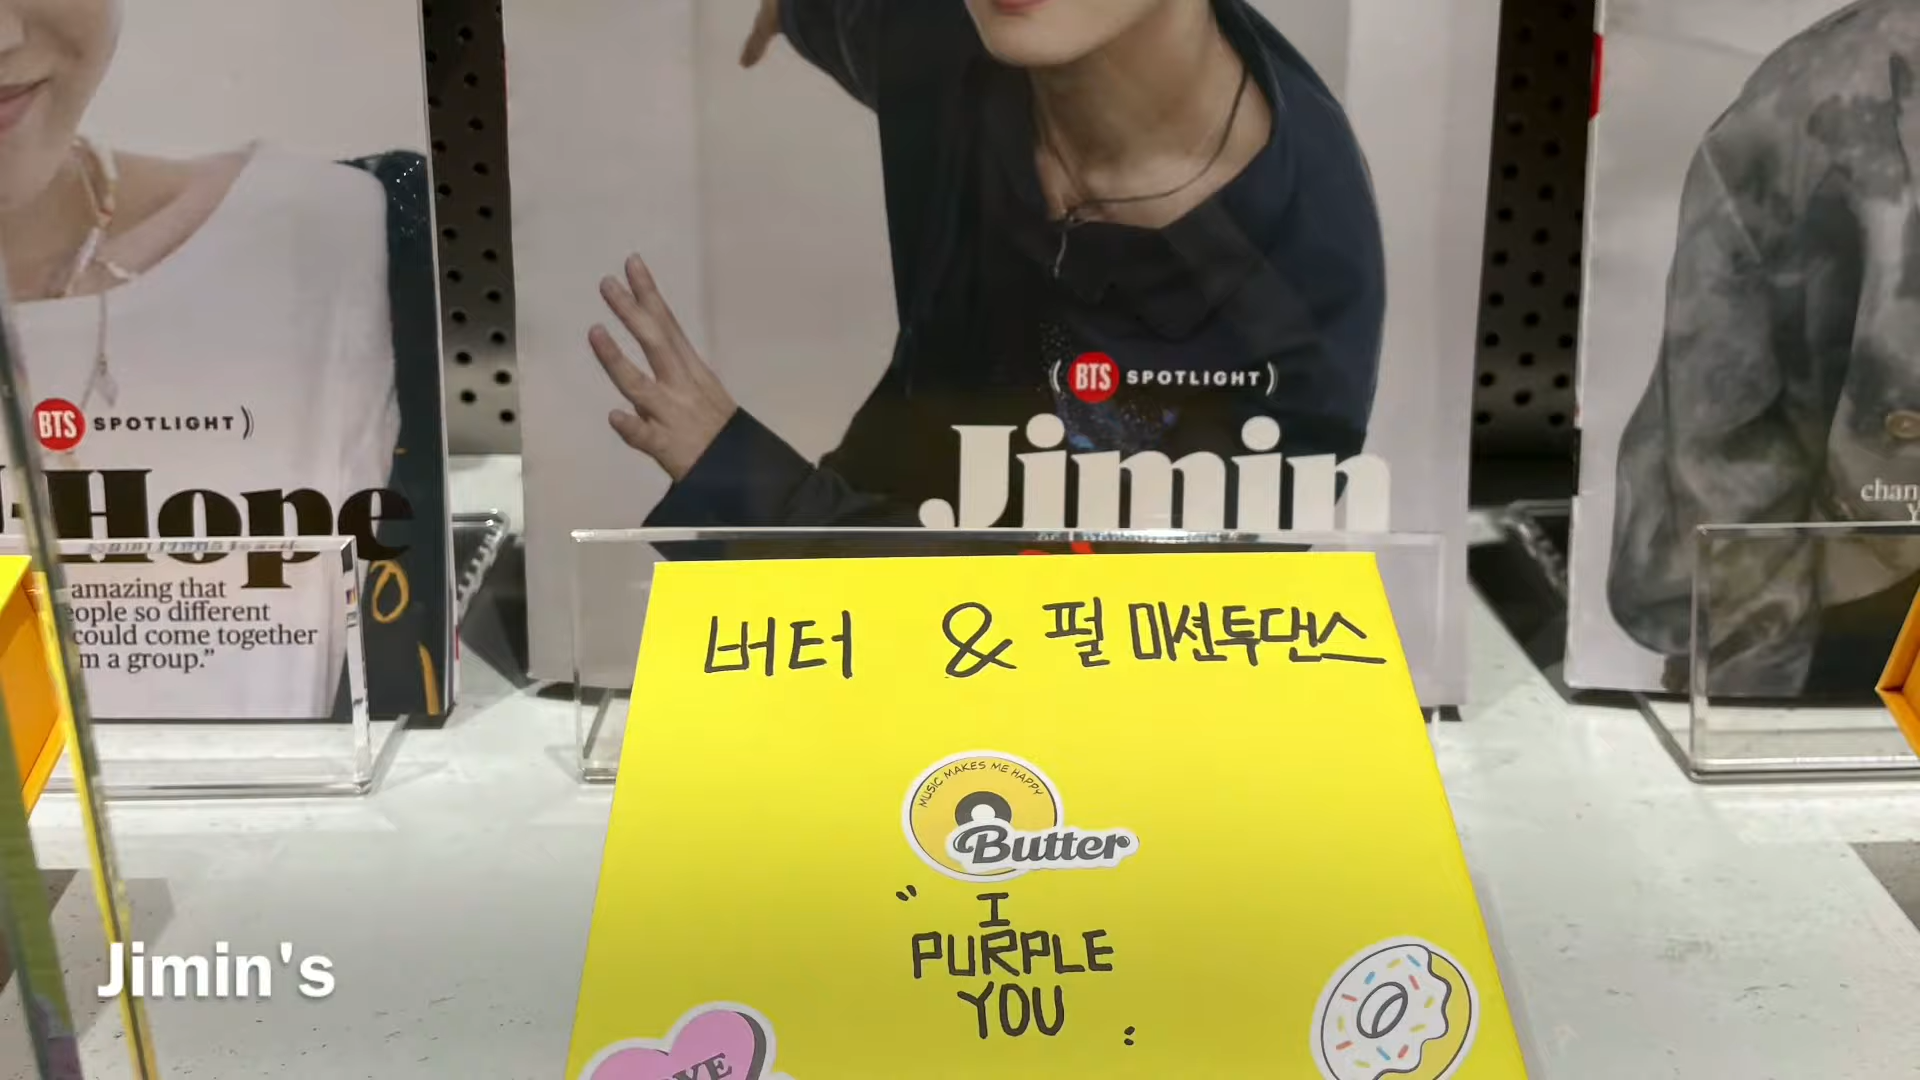 BTS SPOTLIGHT
J-Hope
amazing that
eople so different
could come together
m a group.”
BTS SPOTLIGHT
Jimin
chan
Y
버터 & 펄미션투댄스
MUSIC MAKES ME HAPPY
Butter
" I
PURPLE
YOU
Jimin's